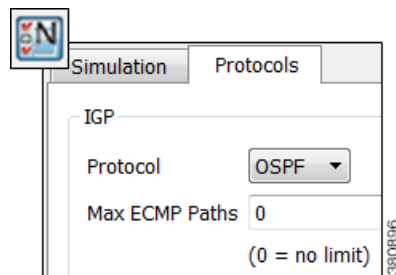 N
Simulation Protocols
IGP
Protocol OSPF
Max ECMP Paths 0
(0 = no limit)
380896